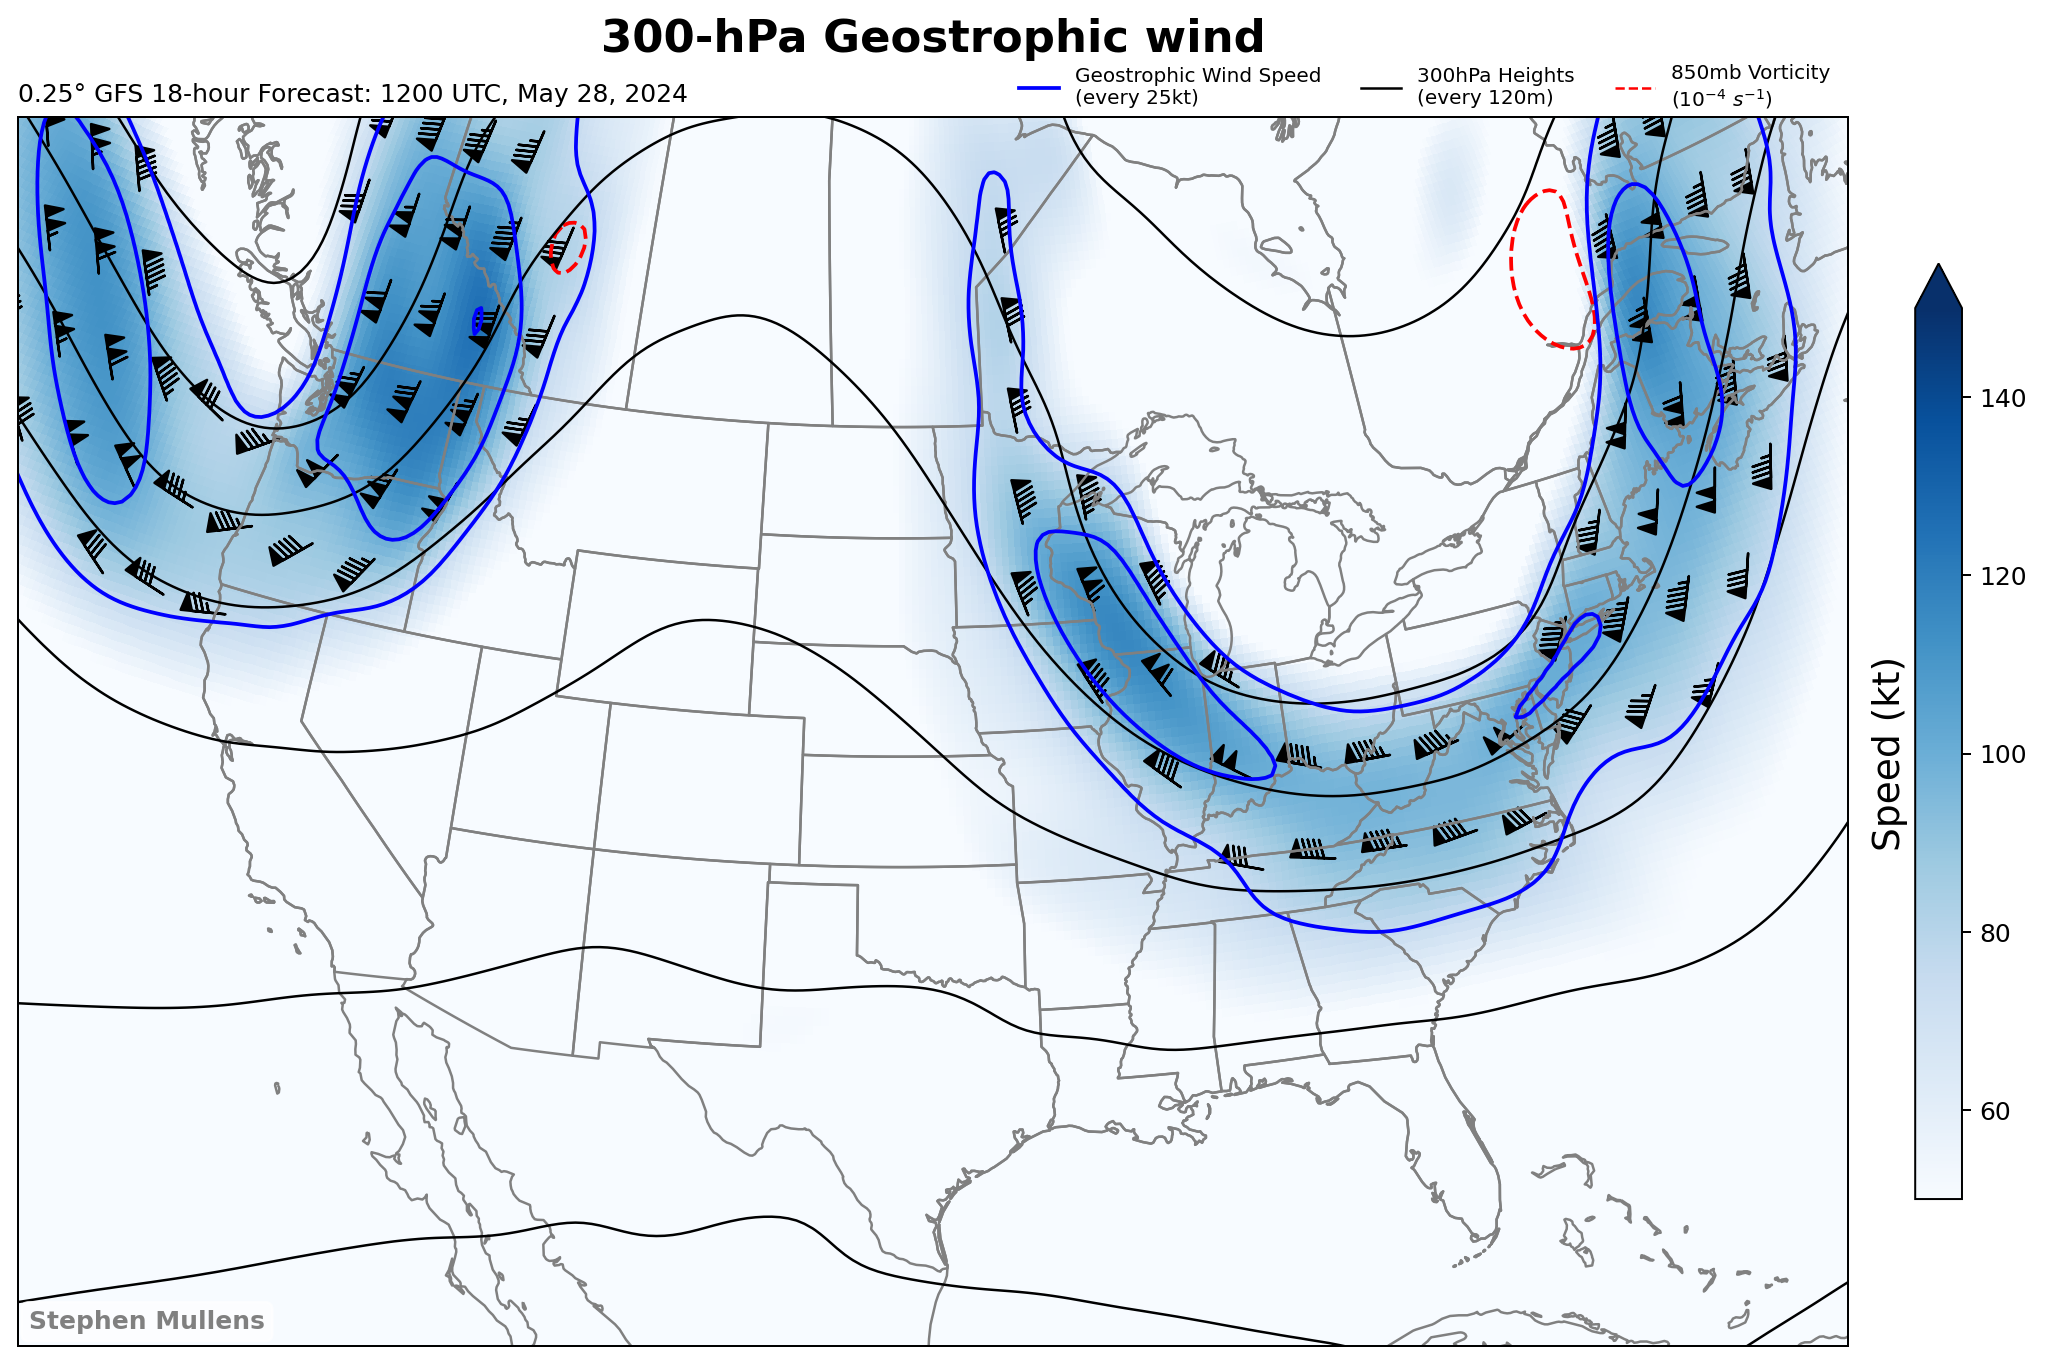 300-hPa Geostrophic wind
0.25° GFS 18-hour Forecast: 1200 UTC, May 28, 2024
Geostrophic Wind Speed
(every 25kt)
300hPa Heights
(every 120m)
850mb Vorticity
(10⁻⁴ s⁻¹)
140
120
100
80
60
Speed (kt)
Stephen Mullens